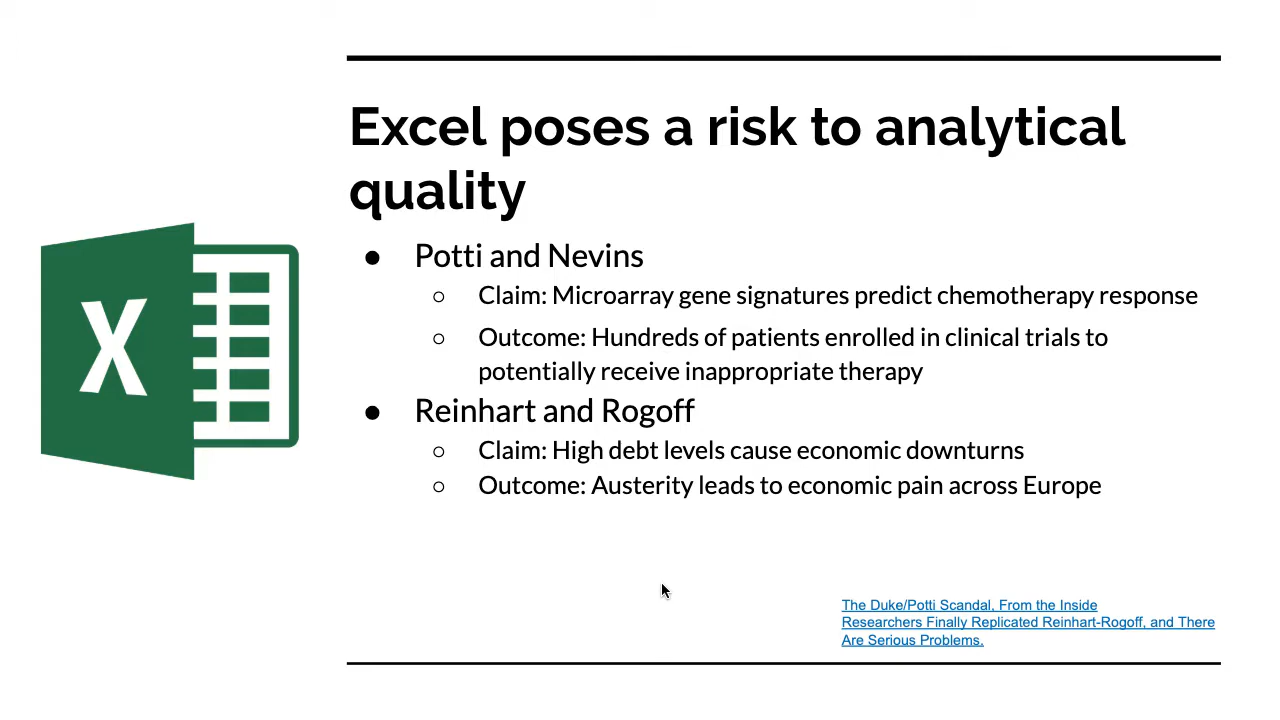 Excel poses a risk to analytical
quality
● Potti and Nevins
○ Claim: Microarray gene signatures predict chemotherapy response
○ Outcome: Hundreds of patients enrolled in clinical trials to
potentially receive inappropriate therapy
● Reinhart and Rogoff
○ Claim: High debt levels cause economic downturns
○ Outcome: Austerity leads to economic pain across Europe
X
The Duke/Potti Scandal, From the Inside
Researchers Finally Replicated Reinhart-Rogoff, and There
Are Serious Problems.